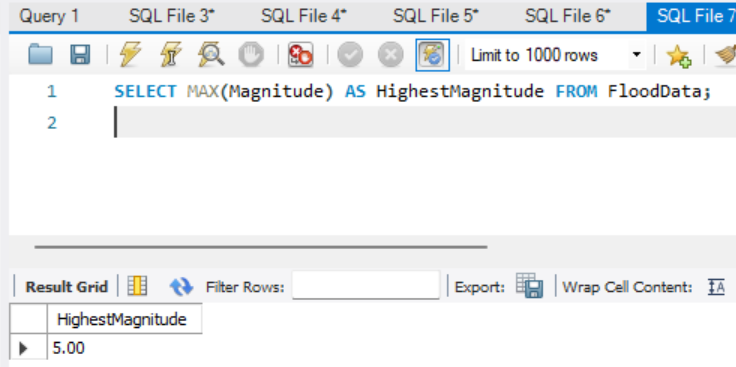 Query 1 SQL File 3* SQL File 4* SQL File 5* SQL File 6* SQL File 7
Limit to 1000 rows
1 SELECT MAX(Magnitude) AS HighestMagnitude FROM FloodData;
2
Result Grid Filter Rows: Export: Wrap Cell Content: IA
HighestMagnitude
5.00